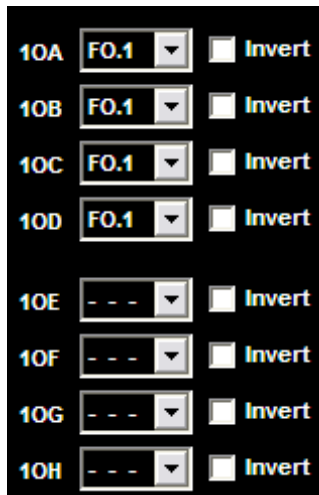 1OA FO.1 Invert
1OB FO.1 Invert
1OC FO.1 Invert
1OD FO.1 Invert
1OE - - - Invert
1OF - - - Invert
1OG - - - Invert
1OH - - - Invert